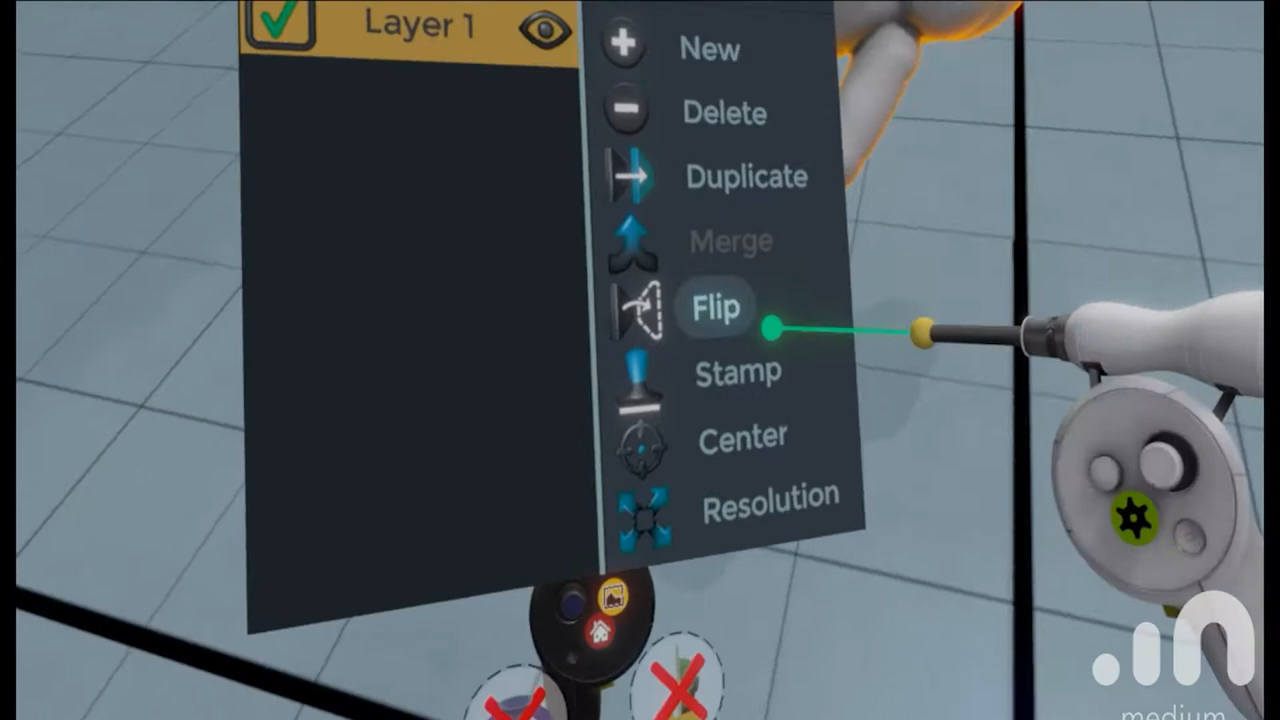 Layer 1
New
Delete
Duplicate
Merge
Flip
Stamp
Center
Resolution
medium